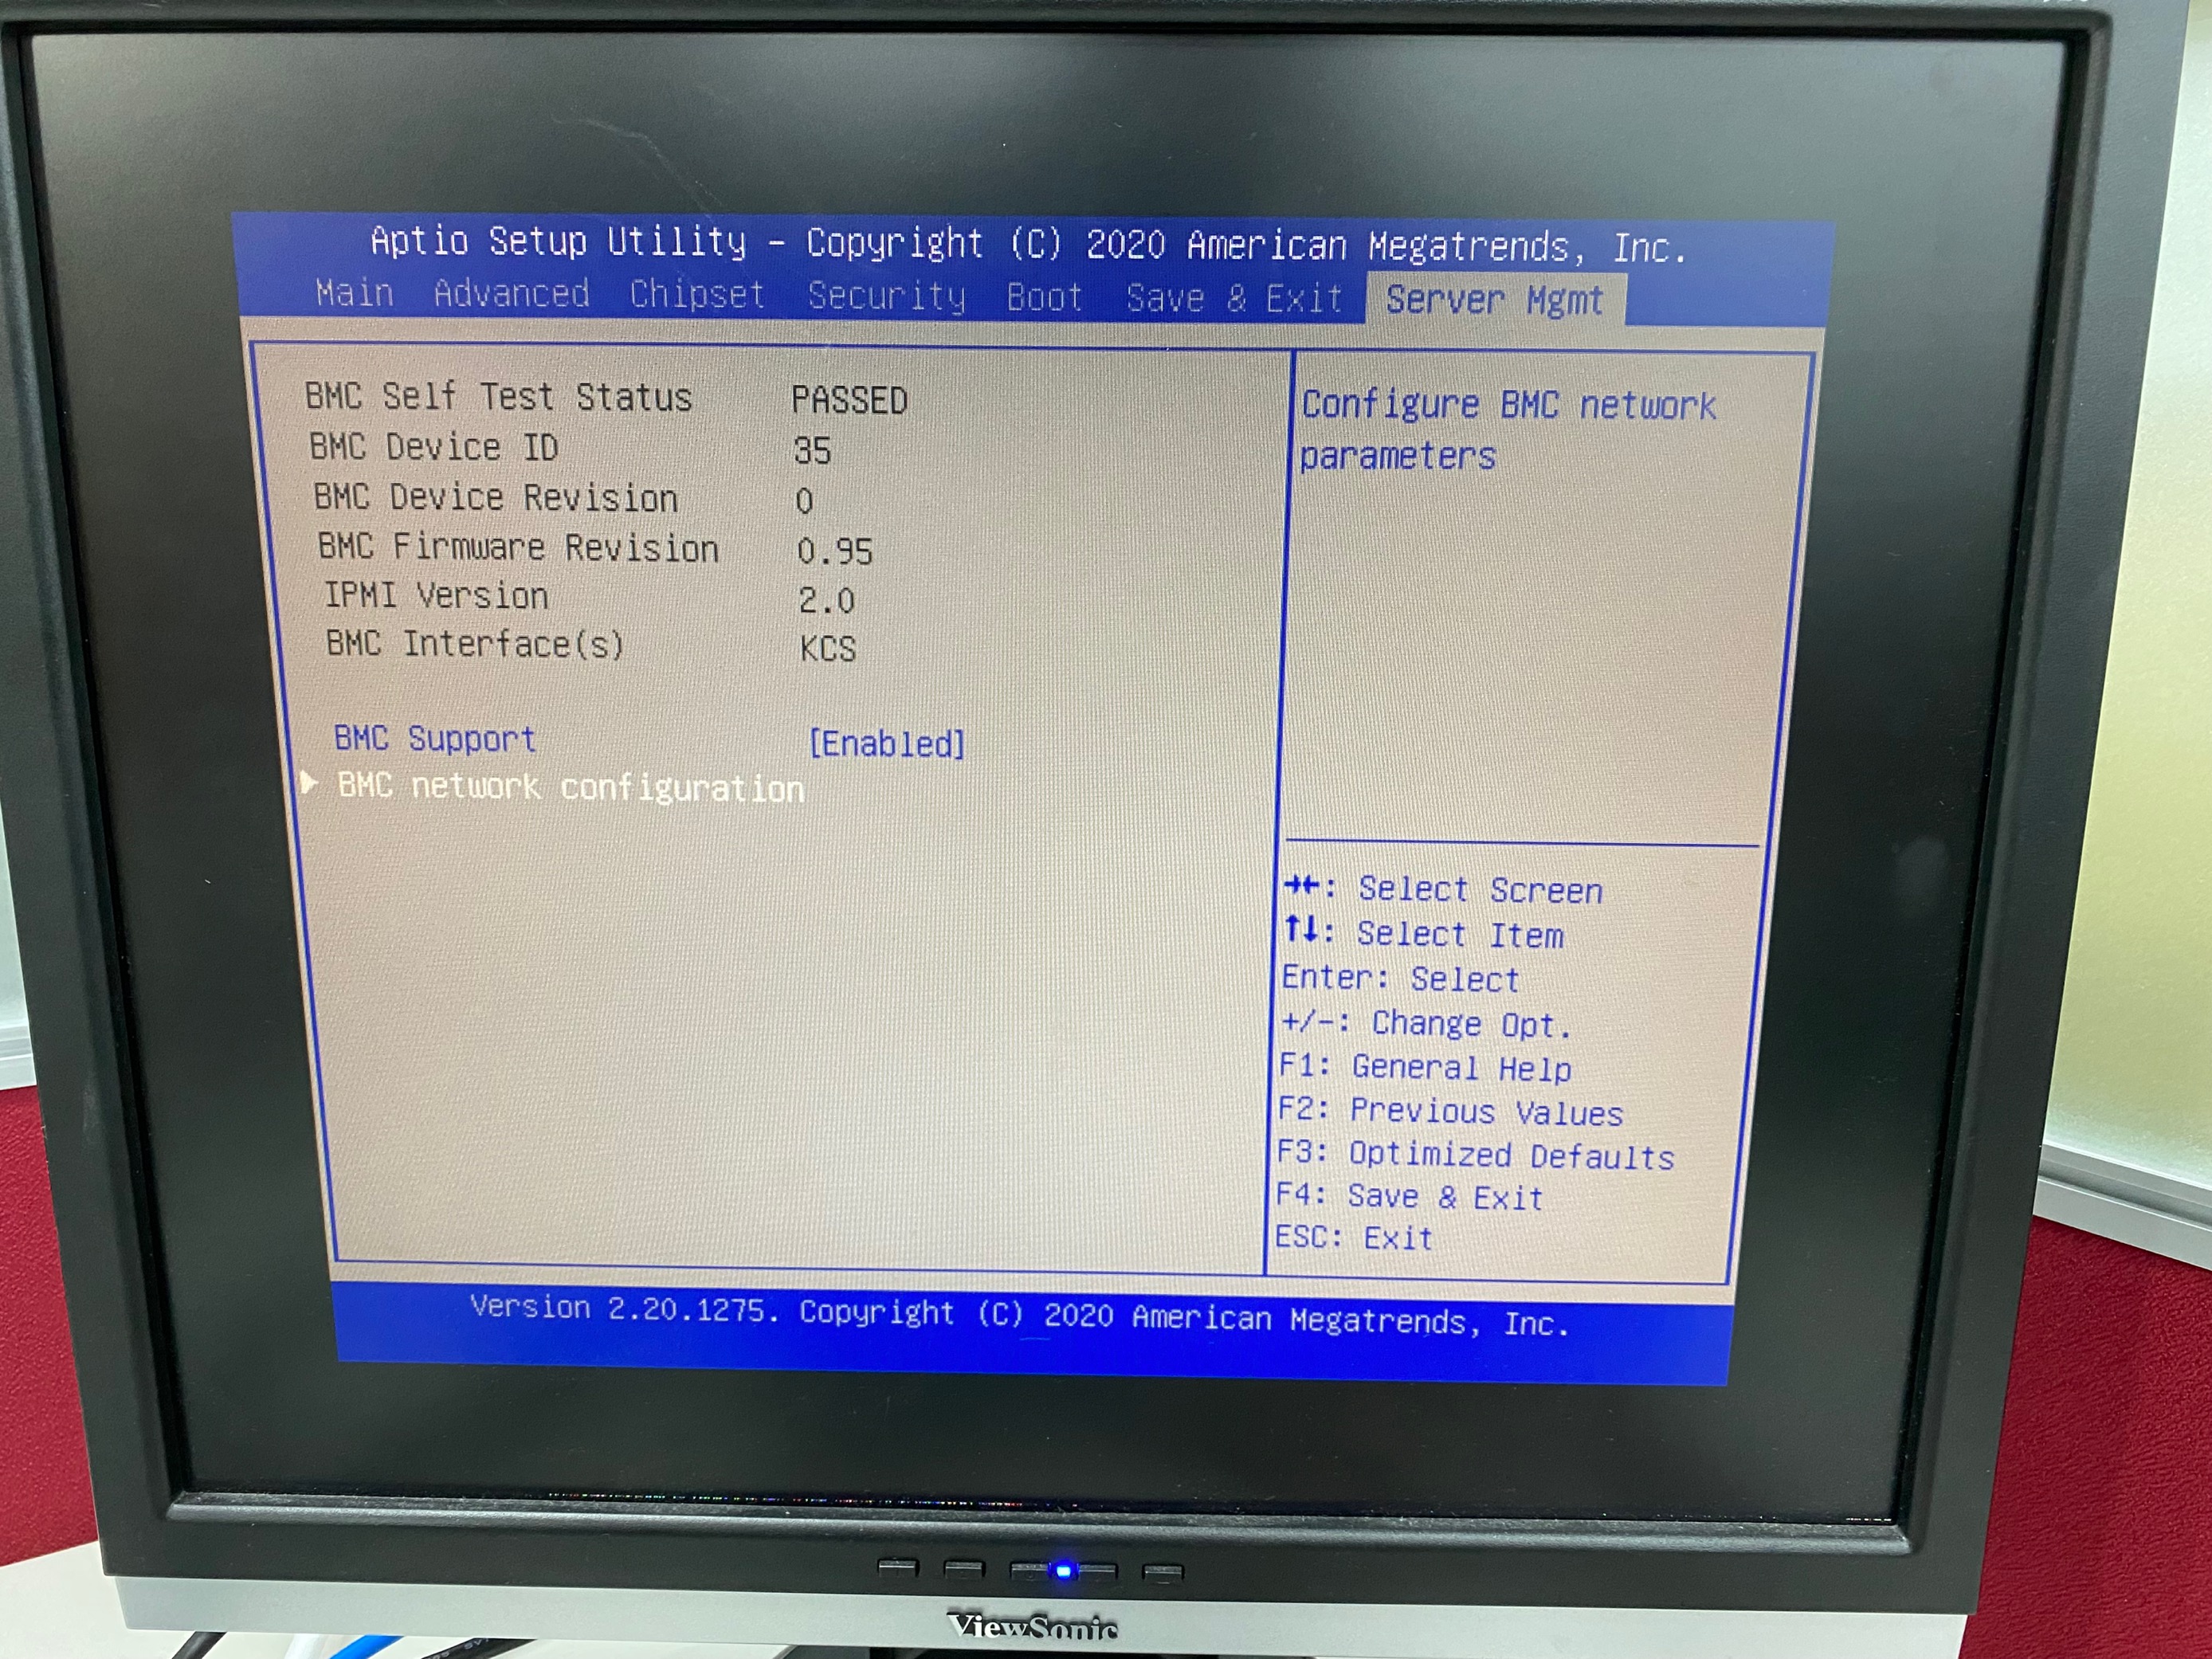 Aptio Setup Utility - Copyright (C) 2020 American Megatrends, Inc.
Main Advanced Chipset Security Boot Save & Exit Server Mgmt
BMC Self Test Status PASSED
BMC Device ID 35
BMC Device Revision 0
BMC Firmware Revision 0.95
IPMI Version 2.0
BMC Interface(s) KCS
BMC Support [Enabled]
▶ BMC network configuration
Configure BMC network
parameters
→←: Select Screen
↑↓: Select Item
Enter: Select
+/-: Change Opt.
F1: General Help
F2: Previous Values
F3: Optimized Defaults
F4: Save & Exit
ESC: Exit
Version 2.20.1275. Copyright (C) 2020 American Megatrends, Inc.
ViewSonic